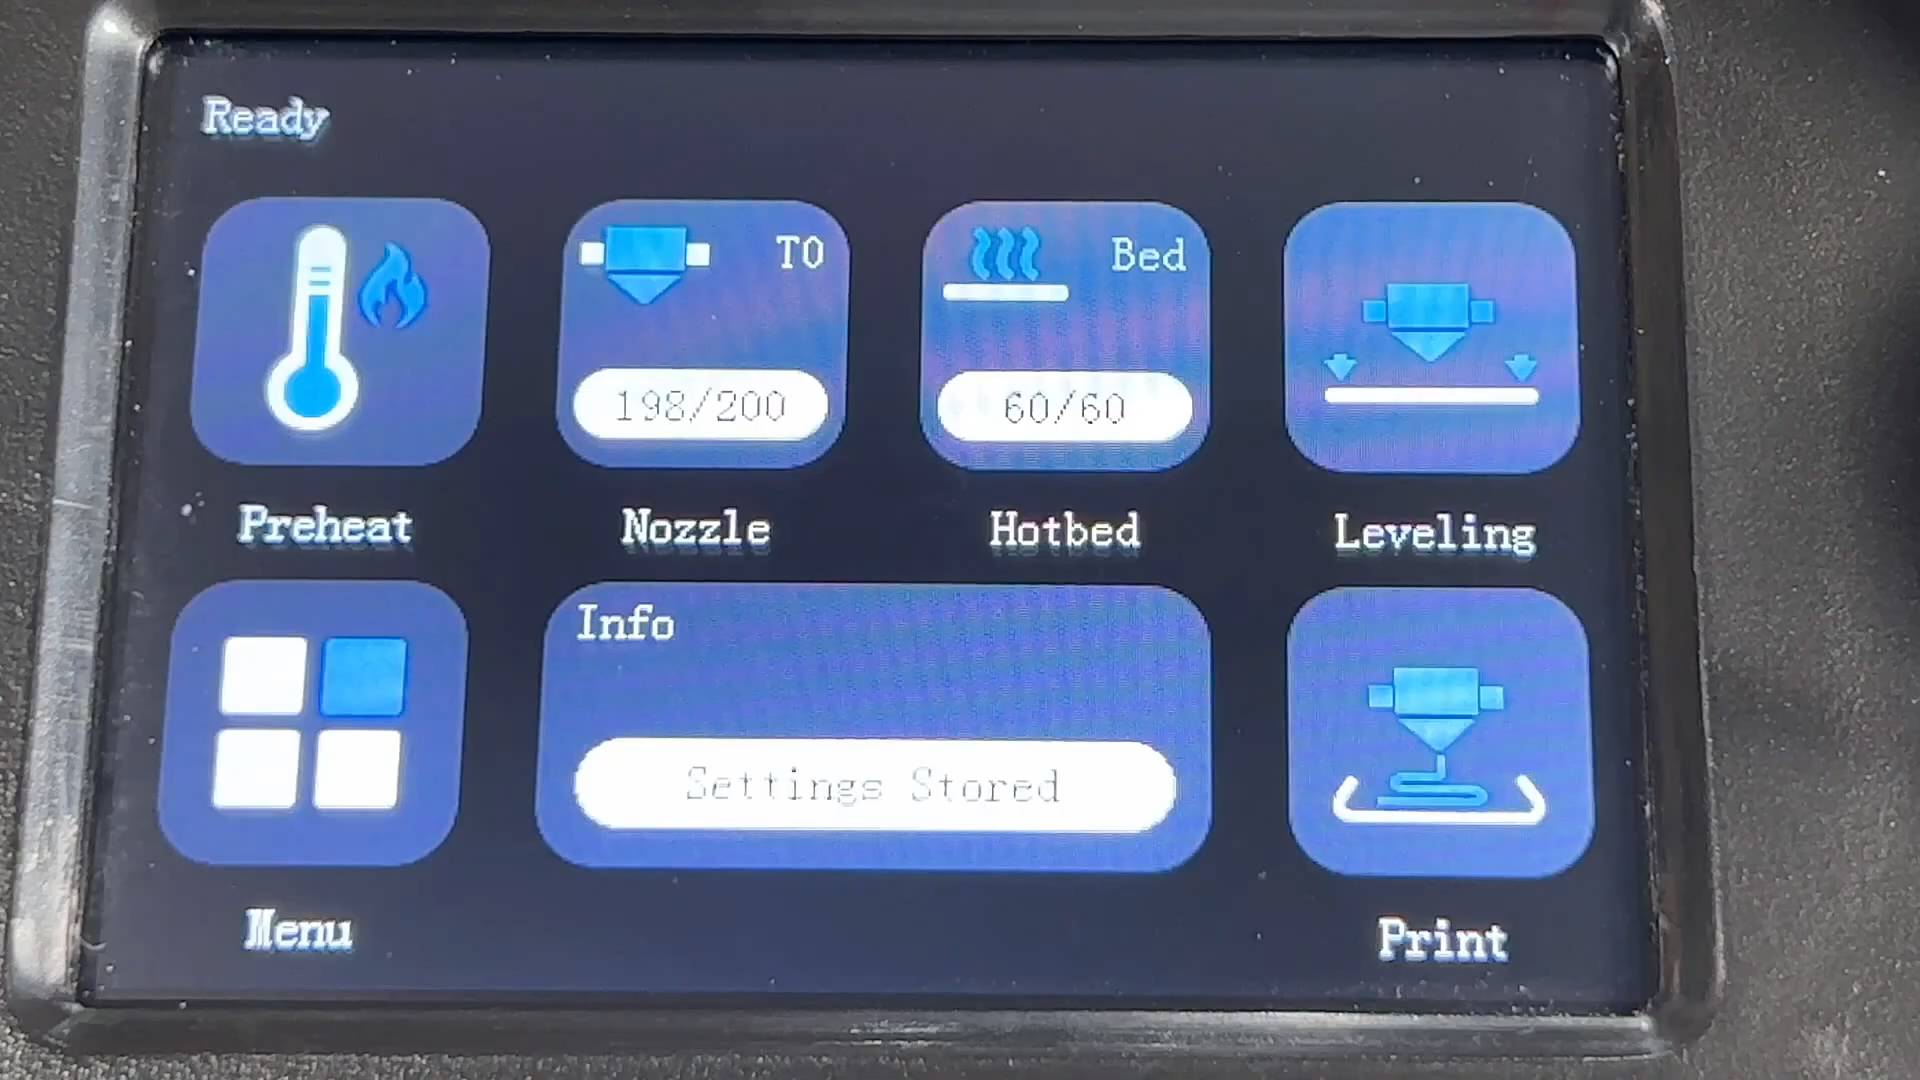 Ready
T0
Bed
198/200
60/60
Preheat
Nozzle
Hotbed
Leveling
Info
Settings Stored
Menu
Print